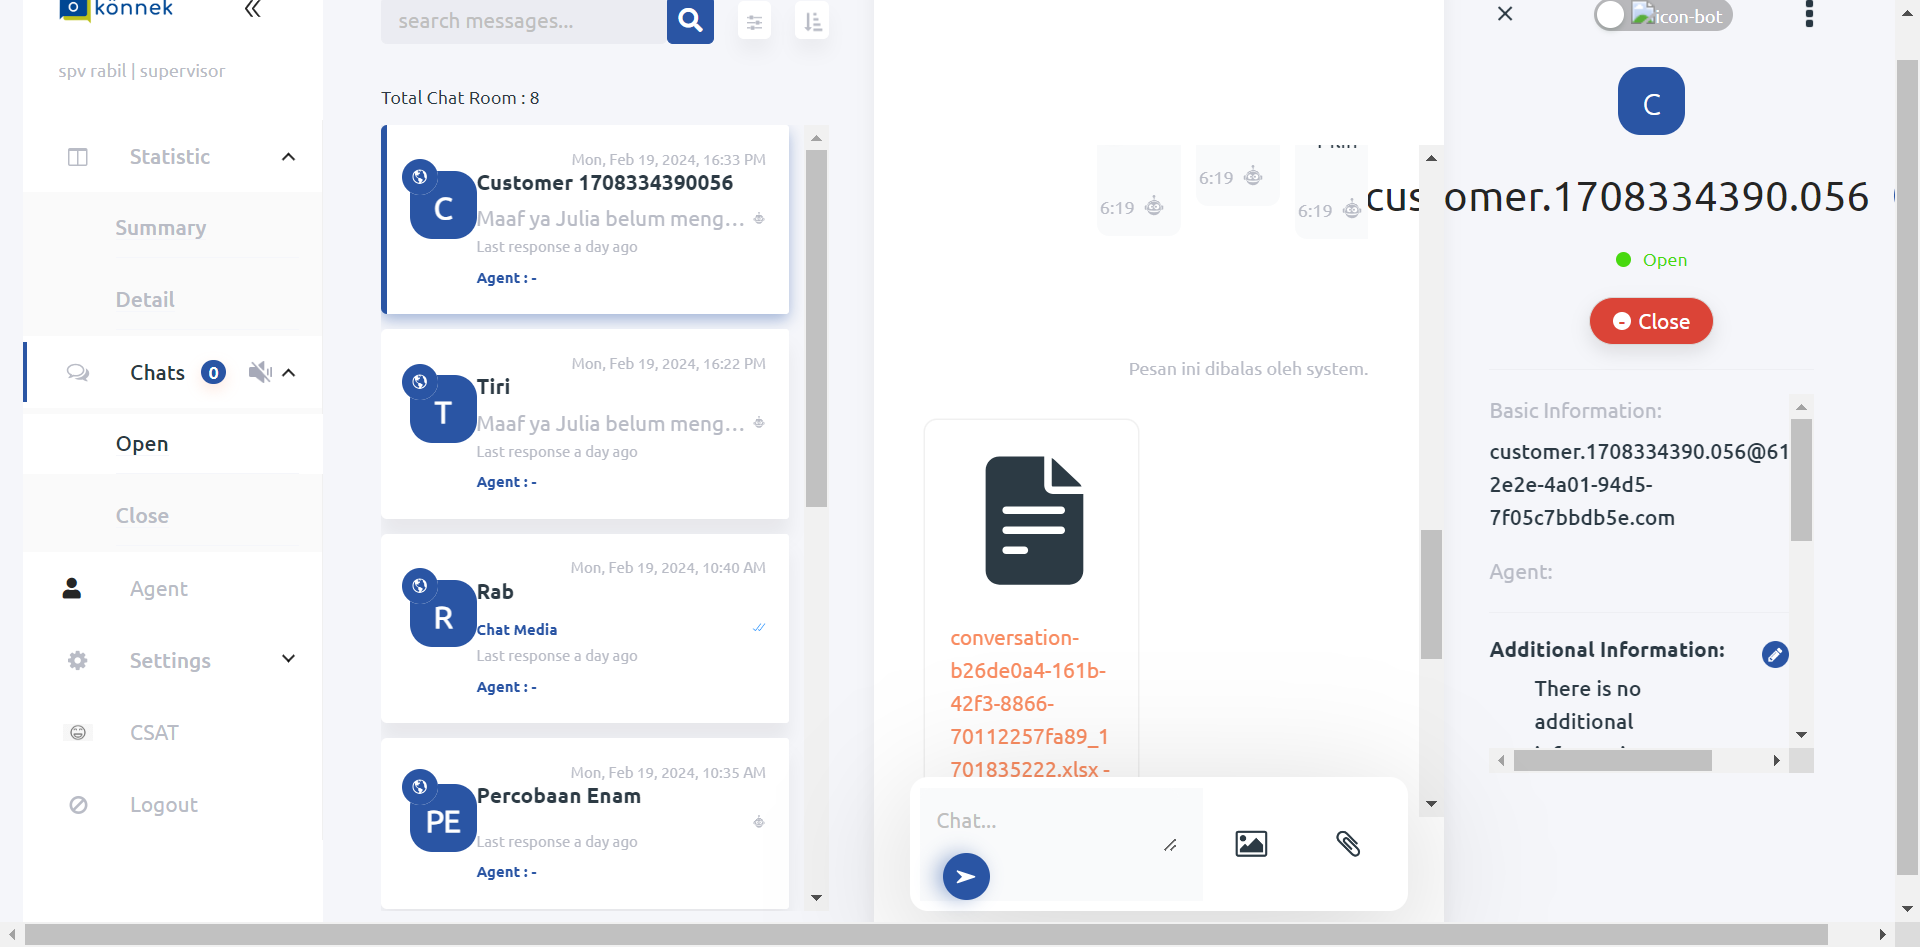 könnek
spv rabil | supervisor
Statistic
Summary
Detail
Chats 0
Open
Close
Agent
Settings
CSAT
Logout
search messages...
Total Chat Room : 8
Mon, Feb 19, 2024, 16:33 PM
C
Customer 1708334390056
Maaf ya Julia belum meng...
Last response a day ago
Agent : -
Mon, Feb 19, 2024, 16:22 PM
T
Tiri
Maaf ya Julia belum meng...
Last response a day ago
Agent : -
Mon, Feb 19, 2024, 10:40 AM
R
Rab
Chat Media
Last response a day ago
Agent : -
Mon, Feb 19, 2024, 10:35 AM
PE
Percobaan Enam
Last response a day ago
Agent : -
6:19
6:19
6:19
Pesan ini dibalas oleh system.
conversation-
b26de0a4-161b-
42f3-8866-
70112257fa89_1
701835222.xlsx -
Chat...
icon-bot
C
customer.1708334390.056
Open
Close
Basic Information:
customer.1708334390.056@61
2e2e-4a01-94d5-
7f05c7bbdb5e.com
Agent:
Additional Information:
There is no
additional